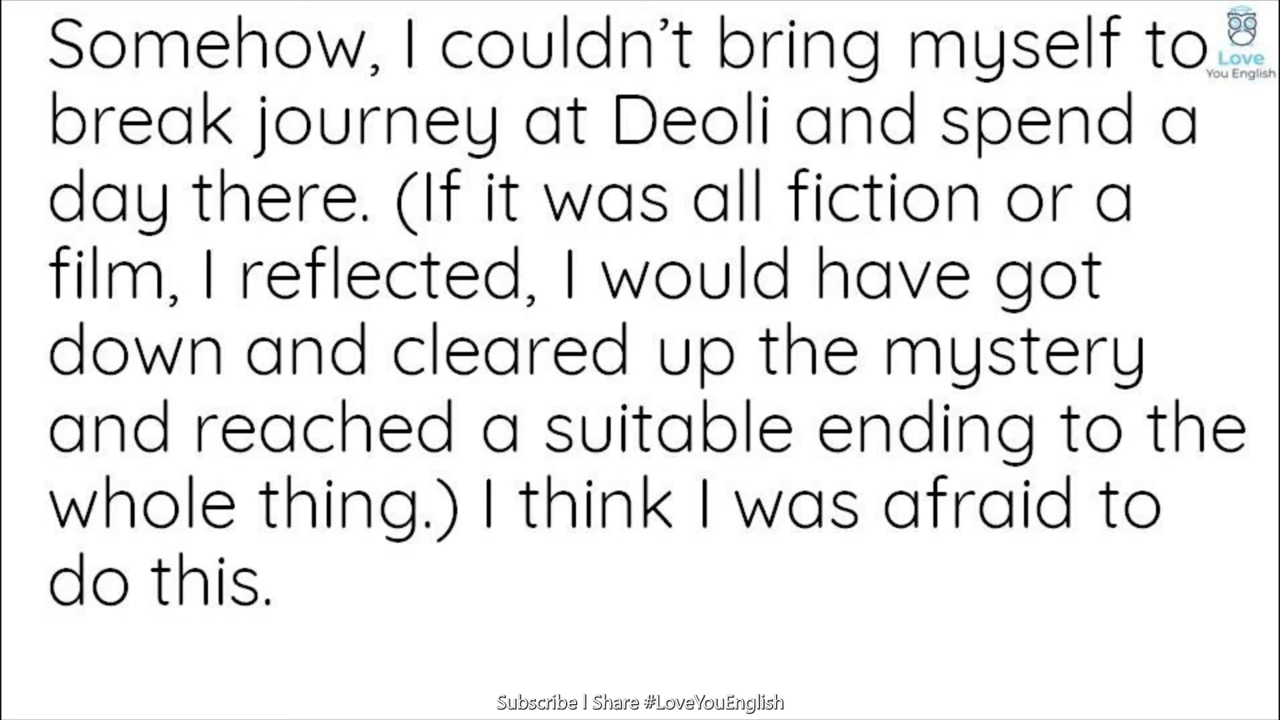 Somehow, I couldn’t bring myself to
break journey at Deoli and spend a
day there. (If it was all fiction or a
film, I reflected, I would have got
down and cleared up the mystery
and reached a suitable ending to the
whole thing.) I think I was afraid to
do this.
Love
You English
Subscribe | Share #LoveYouEnglish